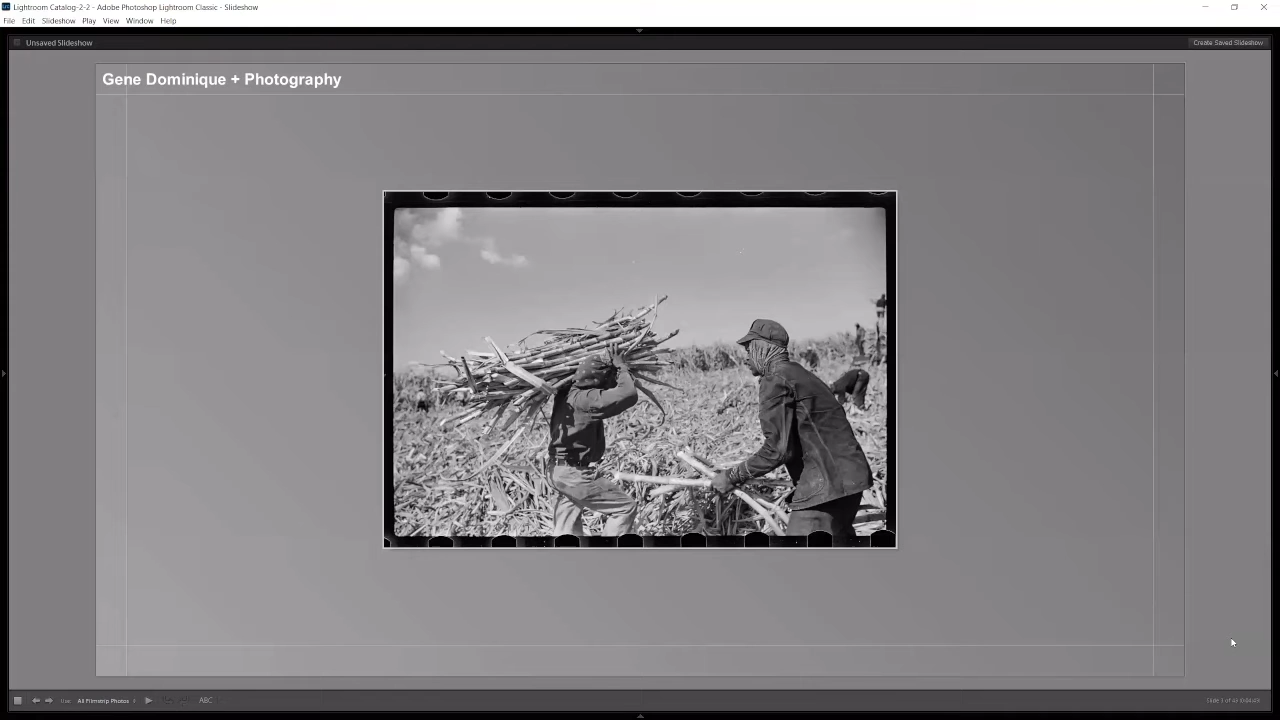 Lightroom Catalog-2-2 - Adobe Photoshop Lightroom Classic - Slideshow
File Edit Slideshow Play View Window Help
Unsaved Slideshow
Create Saved Slideshow
Gene Dominique + Photography
Use: All Filmstrip Photos
ABC